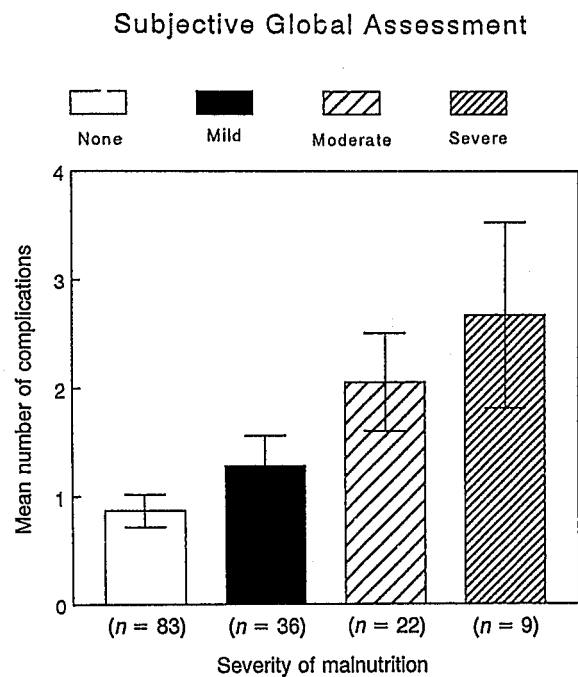 Subjective Global Assessment
None Mild Moderate Severe
4
3
2
1
0
Mean number of complications
(n = 83) (n = 36) (n = 22) (n = 9)
Severity of malnutrition